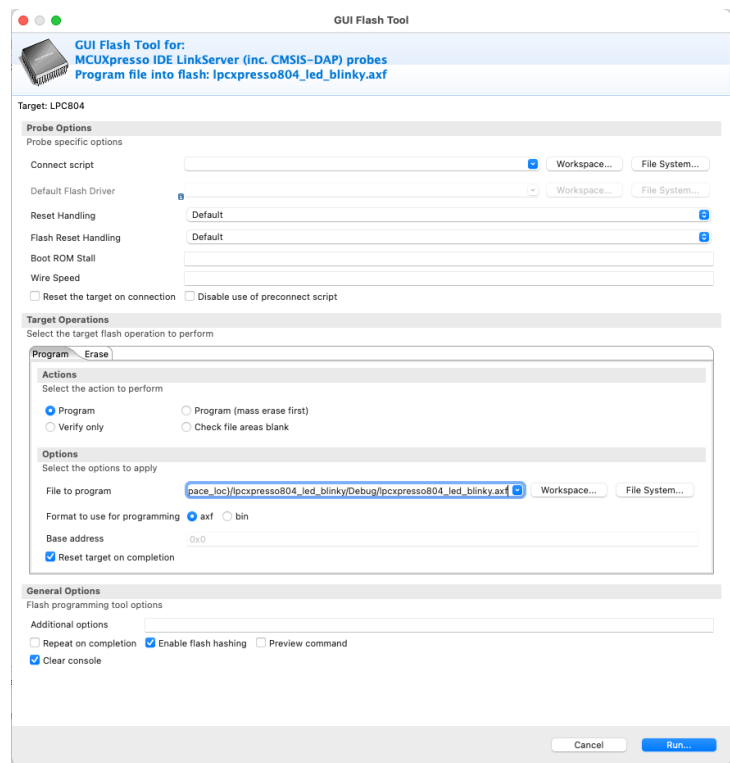 GUI Flash Tool
GUI Flash Tool for:
MCUXpresso IDE LinkServer (inc. CMSIS-DAP) probes
Program file into flash: lpcxpresso804_led_blinky.axf
Target: LPC804
Probe Options
Probe specific options
Connect script Workspace... File System...
Default Flash Driver Workspace... File System...
Reset Handling Default
Flash Reset Handling Default
Boot ROM Stall
Wire Speed
Reset the target on connection Disable use of preconnect script
Target Operations
Select the target flash operation to perform
Program Erase
Actions
Select the action to perform
Program Program (mass erase first)
Verify only Check file areas blank
Options
Select the options to apply
File to program pace_loc}/lpcxpresso804_led_blinky/Debug/lpcxpresso804_led_blinky.axf Workspace... File System...
Format to use for programming axf bin
Base address 0x0
Reset target on completion
General Options
Flash programming tool options
Additional options
Repeat on completion Enable flash hashing Preview command
Clear console
Cancel Run...